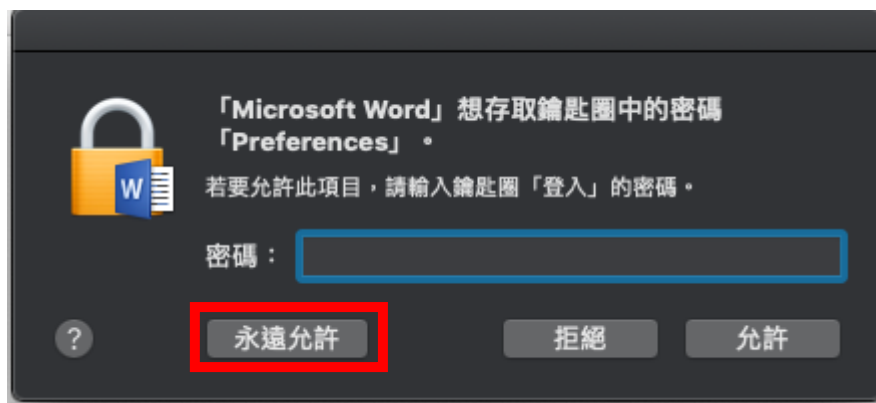 「Microsoft Word」想存取鑰匙圈中的密碼
「Preferences」。
若要允許此項目，請輸入鑰匙圈「登入」的密碼。
密碼：
? 永遠允許 拒絕 允許
W